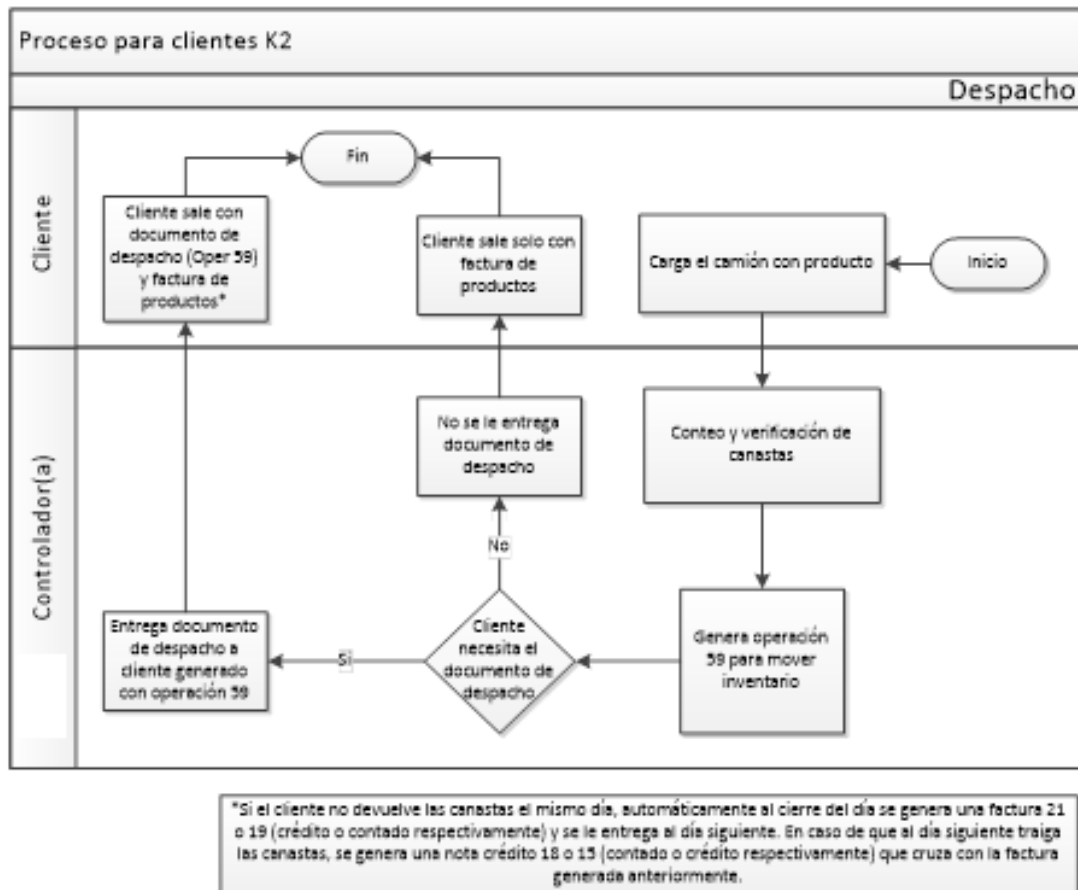 Proceso para clientes K2
Despacho
Cliente
Fin
Cliente sale con
documento de
despacho (Oper 59)
y factura de
productos*
Cliente sale solo con
factura de
productos
Carga el camión con producto
Inicio
Controlador(a)
No se le entrega
documento de
despacho
Conteo y verificación de
canastas
No
Entrega documento
de despacho a
cliente generado
con operación 59
Si
Cliente
necesita el
documento de
despacho
Genera operación
59 para mover
inventario
*Si el cliente no devuelve las canastas el mismo día, automáticamente al cierre del día se genera una factura 21
o 19 (crédito o contado respectivamente) y se le entrega al día siguiente. En caso de que al día siguiente traiga
las canastas, se genera una nota crédito 18 o 15 (contado o crédito respectivamente) que cruza con la factura
generada anteriormente.